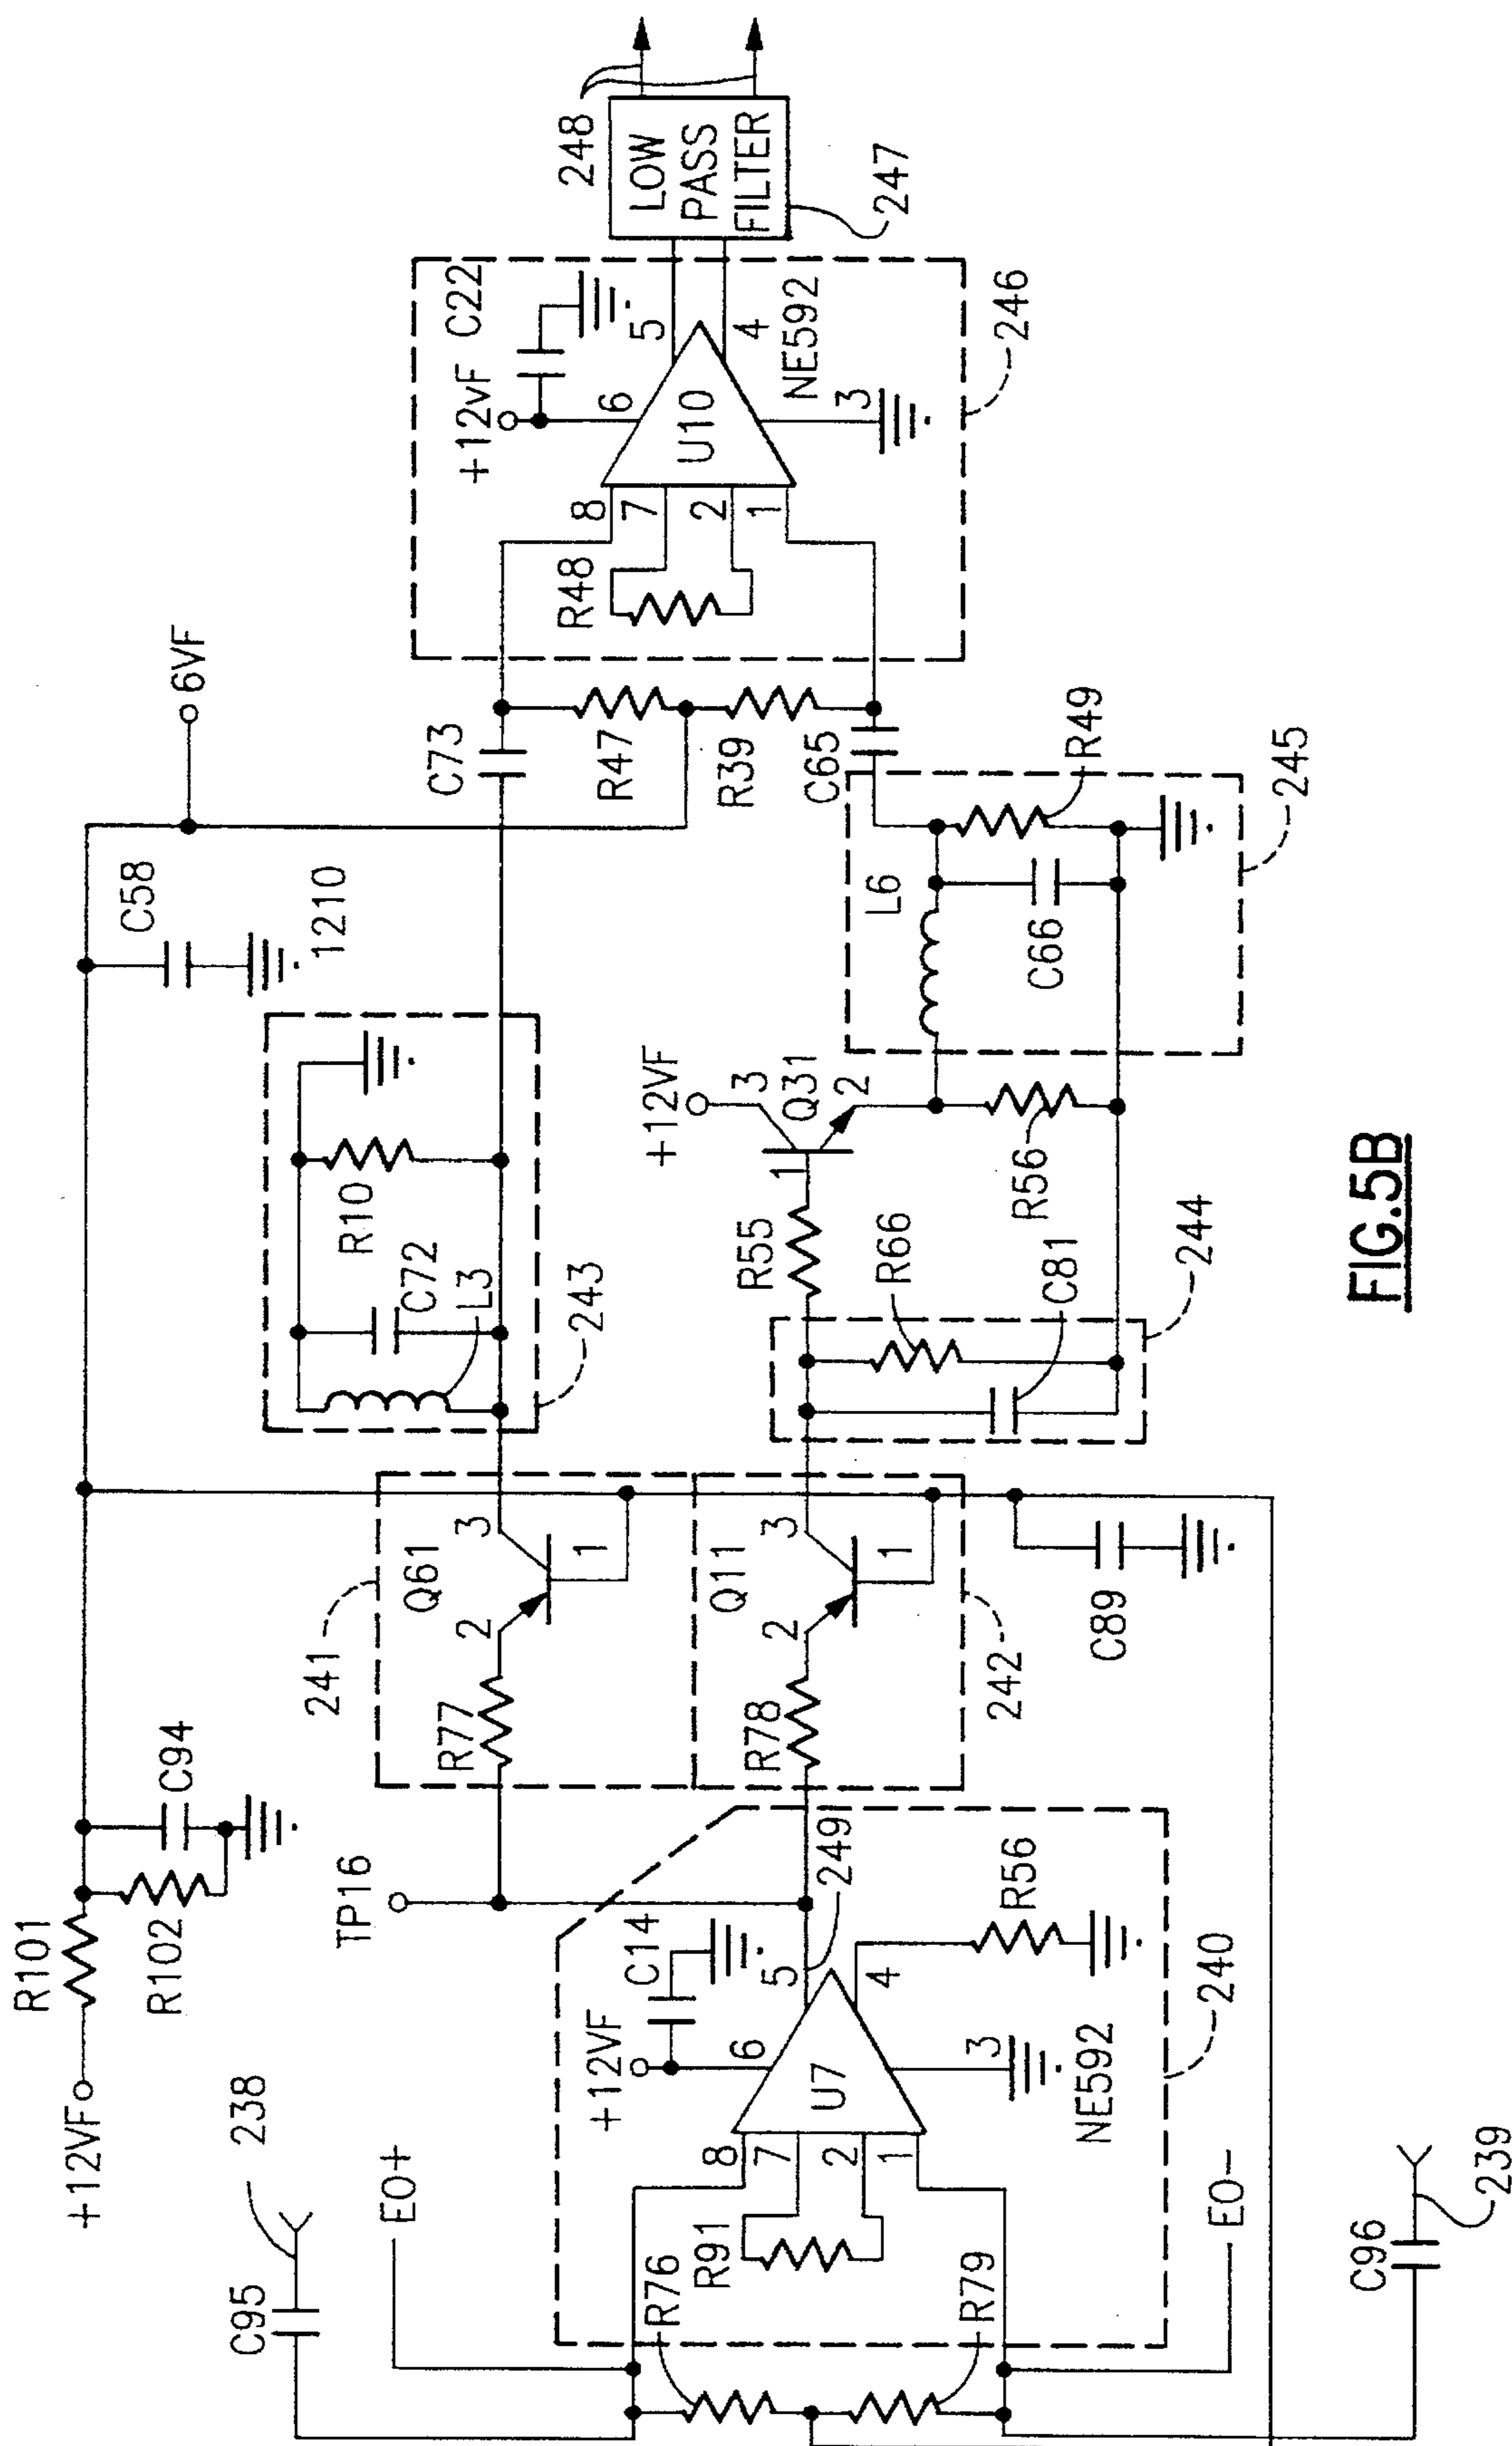 +12VF
R101
R102
C94
C58
1210
6VF
C95
238
EO+
TP16
241
R77
2
Q61
3
1
R10
C72
L3
243
C73
R47
R39
C65
R48
8
7
2
1
U10
6
+12vF
C22
5
4
3
NE592
246
248
LOW
PASS
FILTER
247
R76
R91
R79
8
7
2
1
U7
6
+12VF
C14
5
4
3
249
R56
NE592
240
R78
2
Q11
3
1
242
C89
R55
R66
C81
244
+12VF
3
1
Q31
2
R56
L6
C66
R49
245
EO-
C96
239
FIG.5B